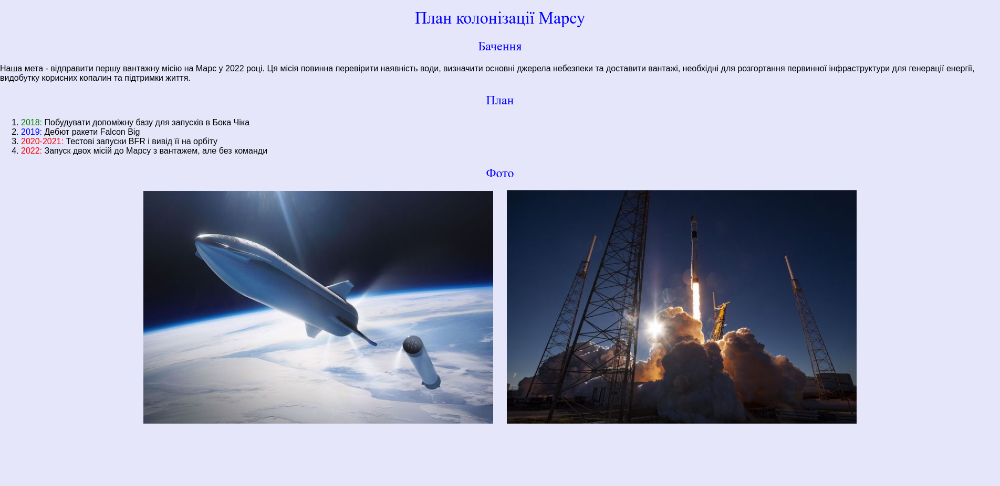 План колонізації Марсу
Бачення
Наша мета - відправити першу вантажну місію на Марс у 2022 році. Ця місія повинна перевірити наявність води, визначити основні джерела небезпеки та доставити вантажі, необхідні для розгортання первинної інфраструктури для генерації енергії,
видобутку корисних копалин та підтримки життя.
План
1. 2018: Побудувати допоміжну базу для запусків в Бока Чіка
2. 2019: Дебют ракети Falcon Big
3. 2020-2021: Тестові запуски BFR і вивід її на орбіту
4. 2022: Запуск двох місій до Марсу з вантажем, але без команди
Фото